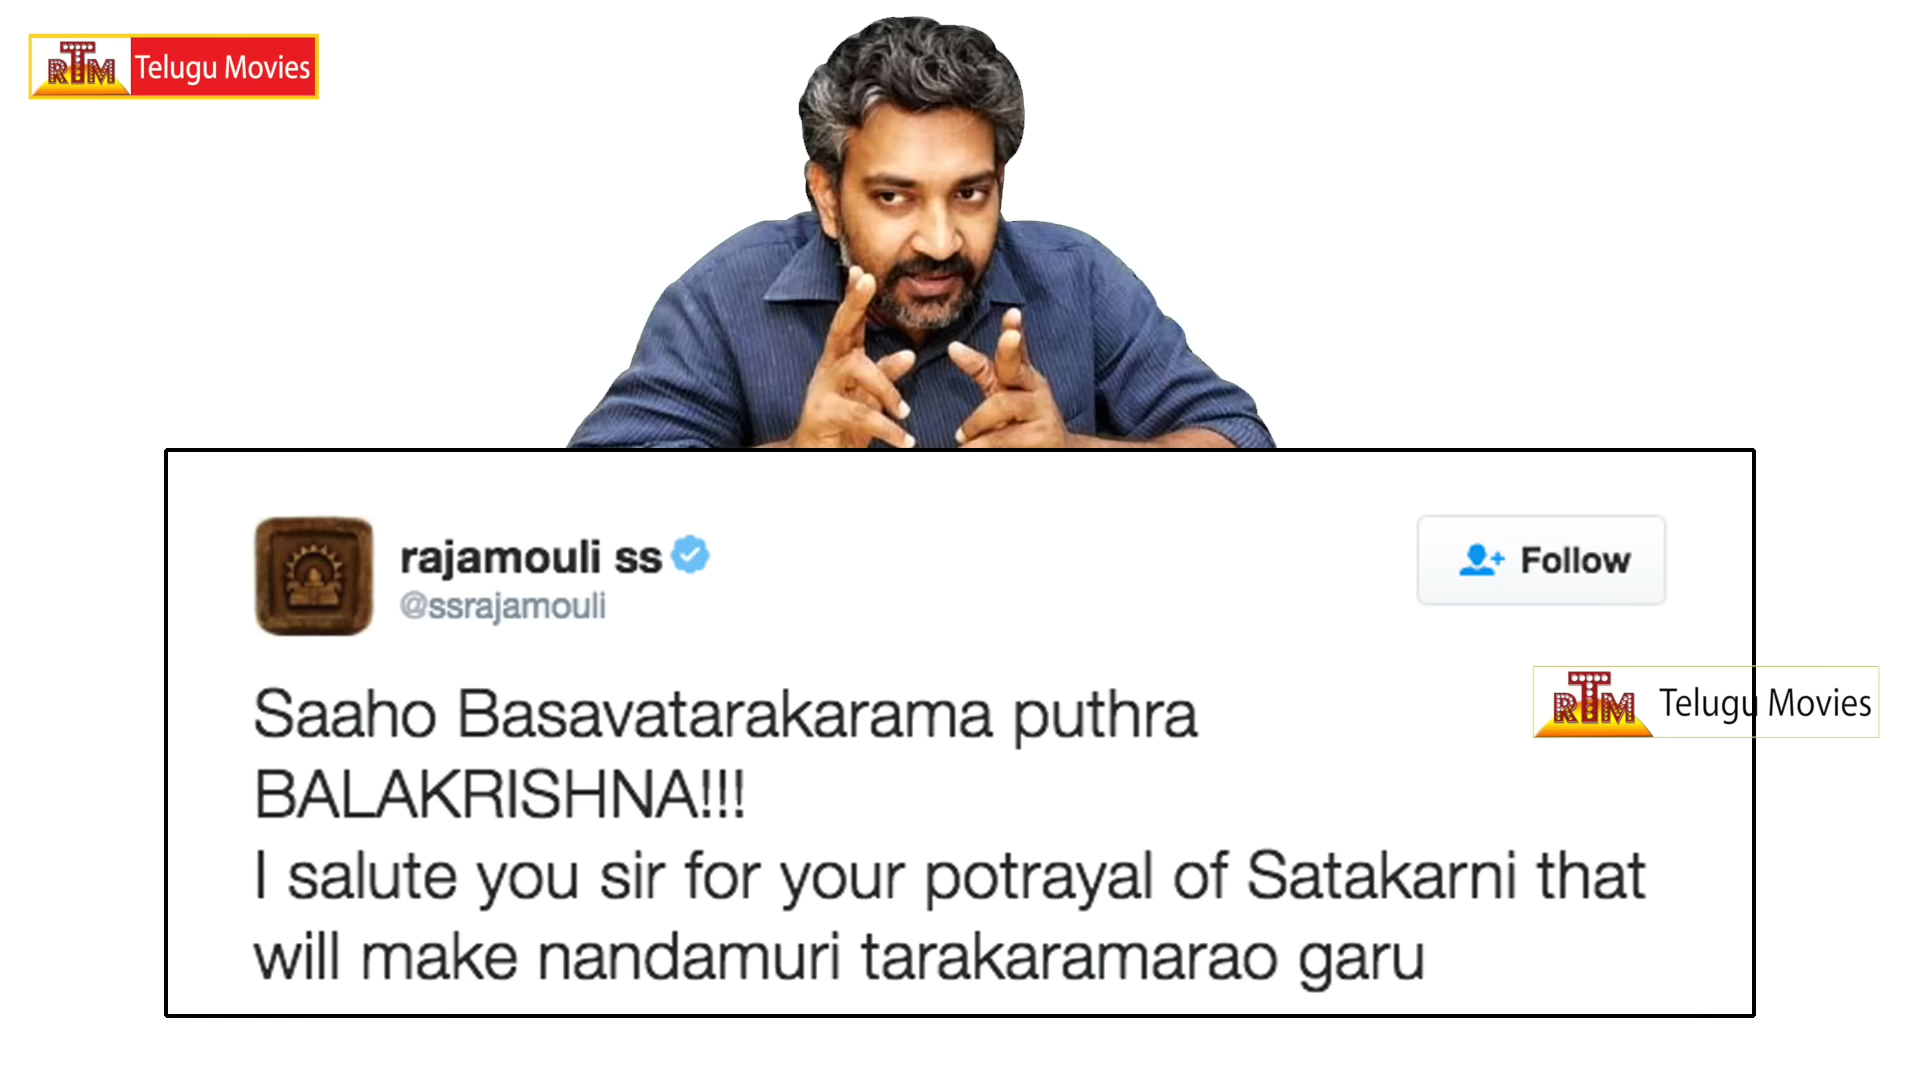 RTM Telugu Movies
rajamouli ss
@ssrajamouli
Follow
Saaho Basavatarakarama puthra
BALAKRISHNA!!!
I salute you sir for your potrayal of Satakarni that
will make nandamuri tarakaramarao garu
RTM Telugu Movies